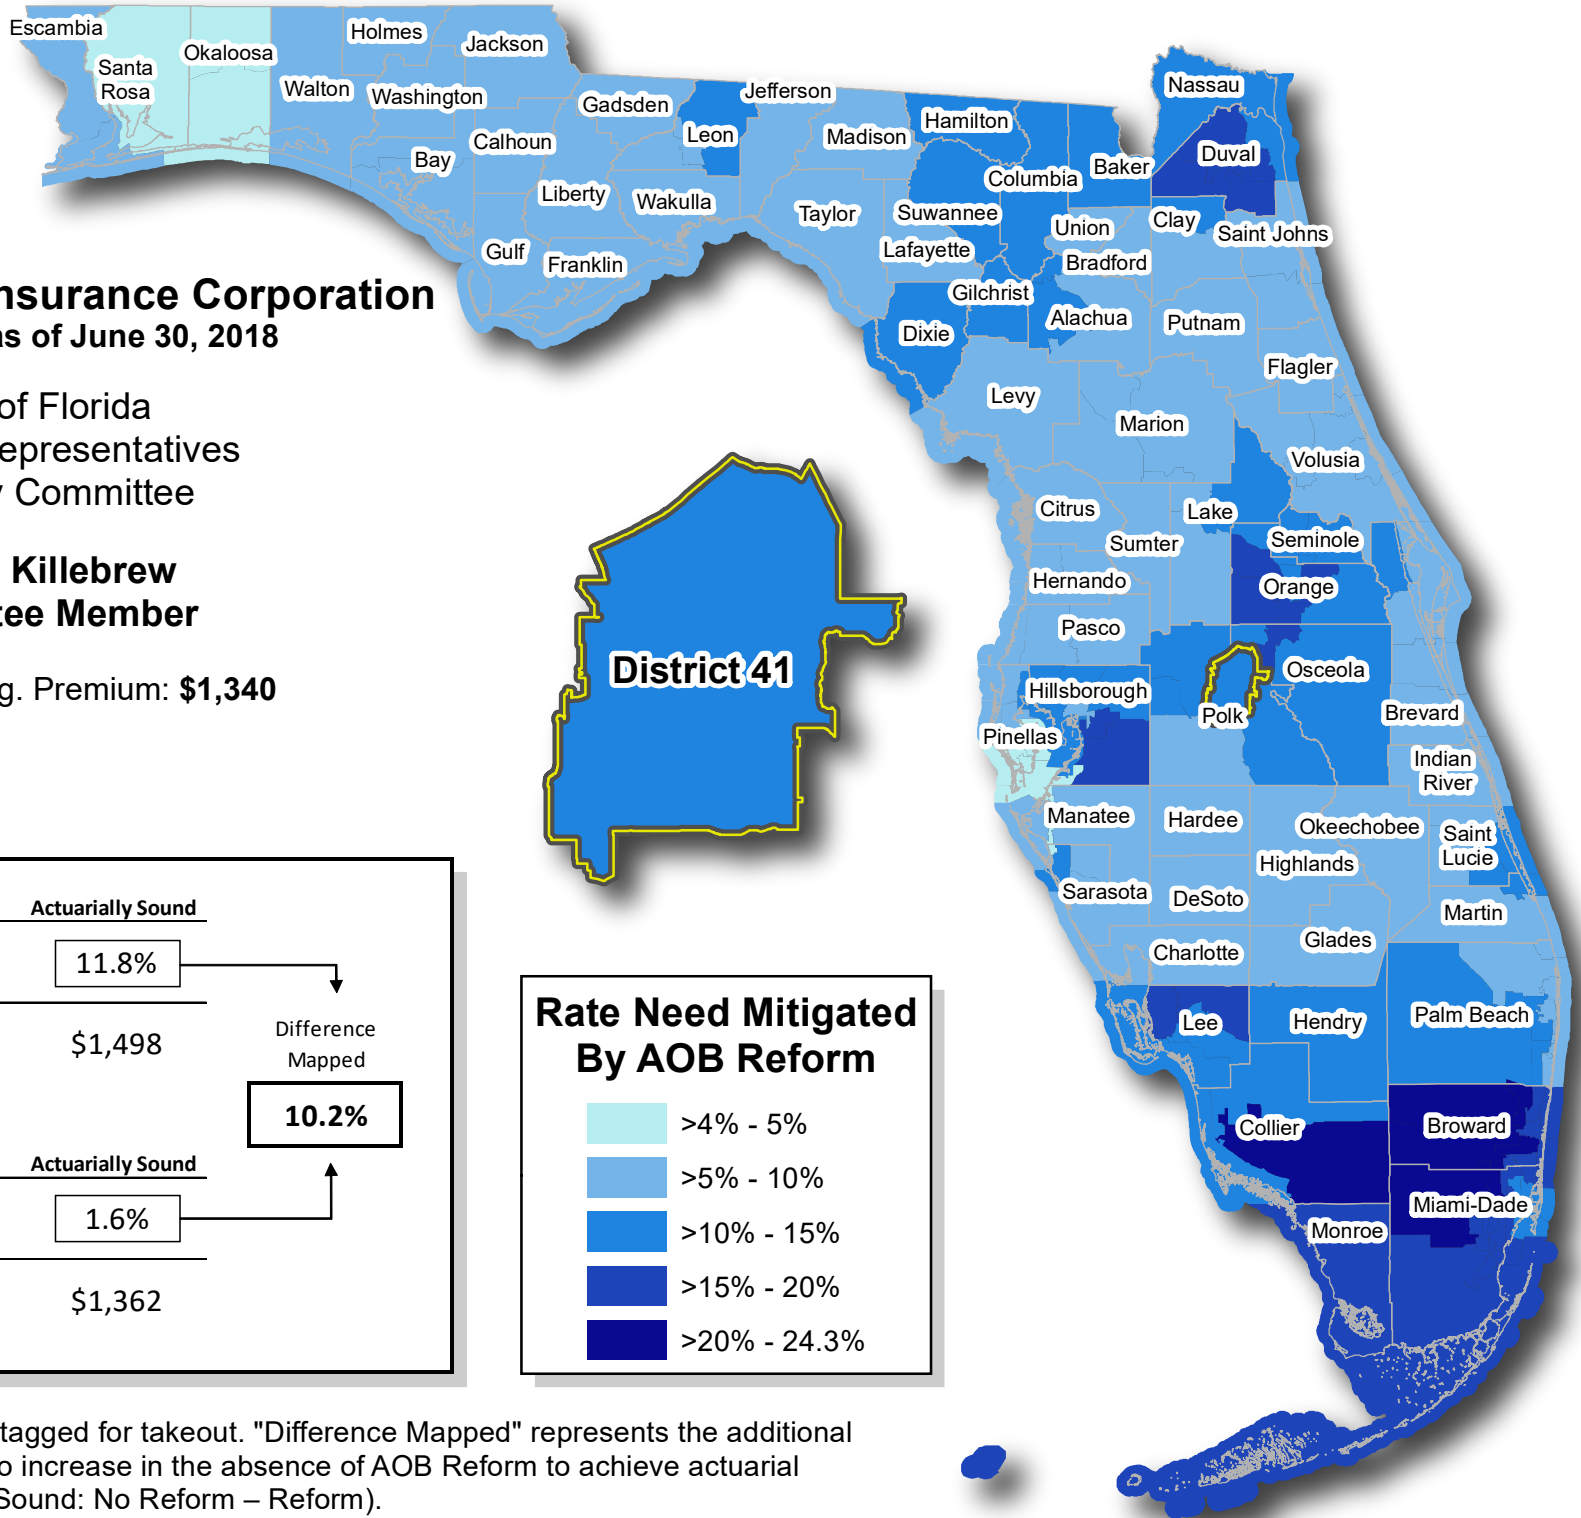 Escambia
Santa
Rosa
Okaloosa
Holmes
Jackson
Walton
Washington
Bay
Calhoun
Gadsden
Leon
Jefferson
Madison
Liberty
Wakulla
Gulf
Franklin
Taylor
Hamilton
Columbia
Baker
Nassau
Duval
Suwannee
Lafayette
Union
Clay
Saint Johns
Bradford
Gilchrist
Dixie
Alachua
Putnam
Flagler
Levy
Marion
Volusia
Citrus
Lake
Sumter
Seminole
Hernando
Orange
Pasco
Osceola
Hillsborough
Polk
Brevard
Pinellas
Indian
River
Manatee
Hardee
Okeechobee
Saint
Lucie
Highlands
Sarasota
DeSoto
Martin
Charlotte
Glades
Lee
Hendry
Palm Beach
Collier
Broward
Miami-Dade
Monroe
nsurance Corporation
as of June 30, 2018
of Florida
epresentatives
y Committee
Killebrew
tee Member
g. Premium: $1,340
District 41
Actuarially Sound
11.8%
$1,498
Difference
Mapped
10.2%
Actuarially Sound
1.6%
$1,362
Rate Need Mitigated
By AOB Reform
>4% - 5%
>5% - 10%
>10% - 15%
>15% - 20%
>20% - 24.3%
tagged for takeout. "Difference Mapped" represents the additional
o increase in the absence of AOB Reform to achieve actuarial
Sound: No Reform – Reform).